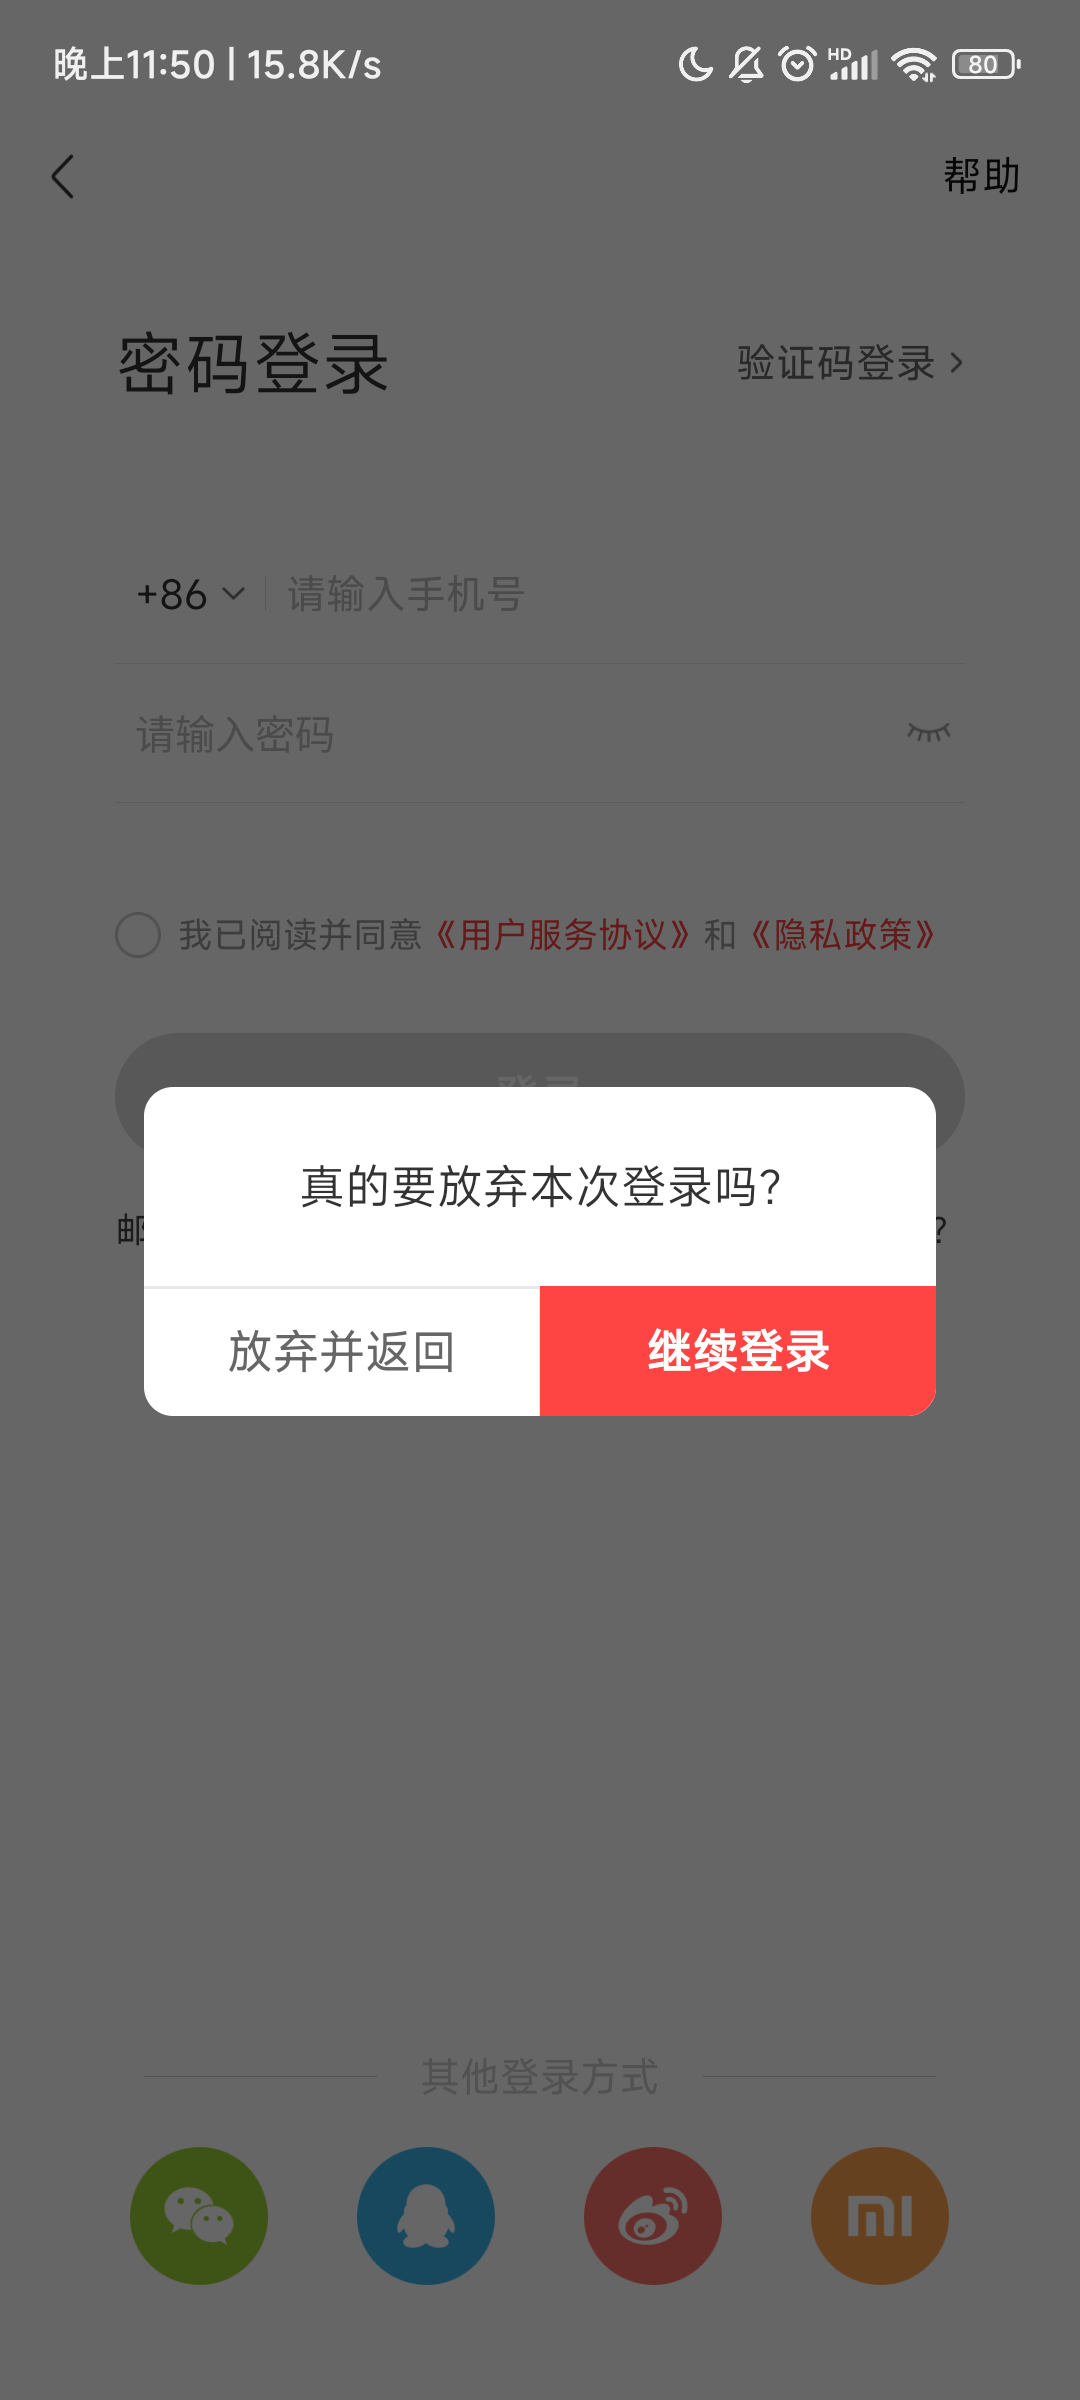 晚上11:50 | 15.8K/s
HD
80
帮助
密码登录
验证码登录
+86
请输入手机号
请输入密码
我已阅读并同意《用户服务协议》和《隐私政策》
真的要放弃本次登录吗?
邮
?
放弃并返回
继续登录
其他登录方式